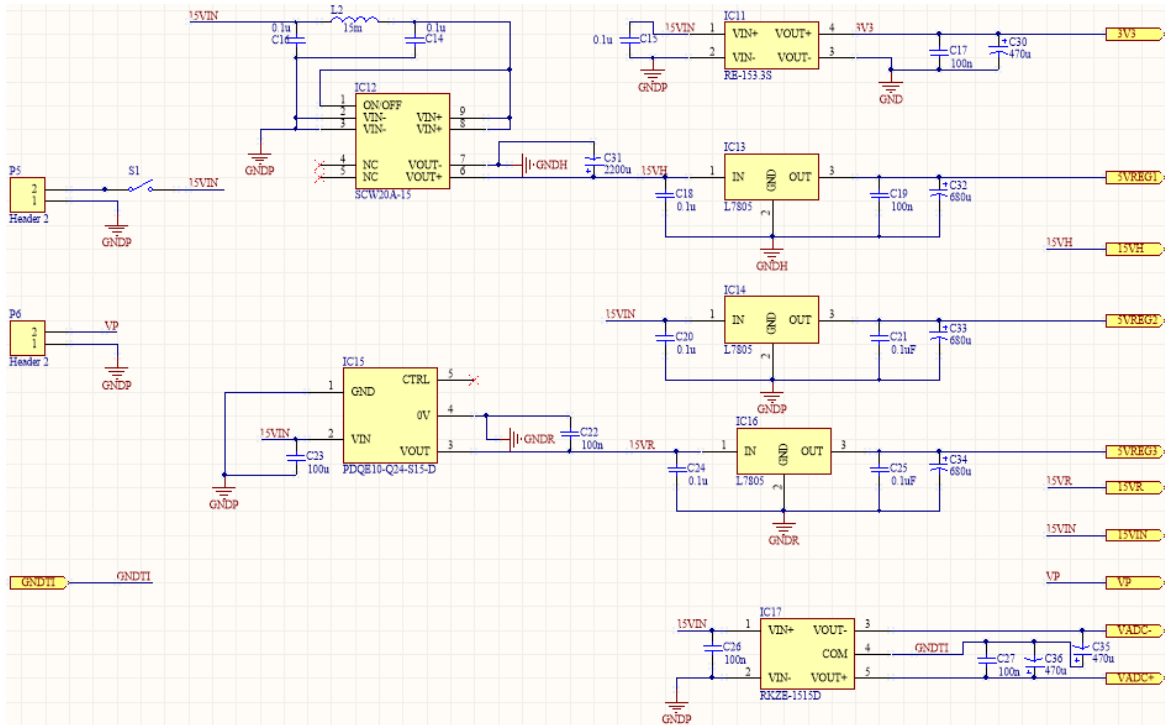 15VIN
L2
15m
0.1u
C16
0.1u
C14
IC12
1
ON/OFF
2
VIN-
3
VIN-
VIN+
9
VIN+
8
4
NC
5
NC
VOUT-
7
VOUT+
6
SCW20A-15
GNDP
GNDH
C31
2200u
15VH
15VIN
0.1u
C15
GNDP
IC11
1
VIN+
VOUT+
4
2
VIN-
VOUT-
3
RE-153.3S
3V3
C17
100n
C30
470u
GND
3V3
P5
2
1
Header 2
S1
15VIN
GNDP
IC13
1
IN
GND
OUT
3
2
L7805
C18
0.1u
C19
100n
C32
680u
GNDH
5VREG1
15VH
15VH
P6
2
1
Header 2
VP
GNDP
IC14
15VIN
1
IN
GND
OUT
3
2
L7805
C20
0.1u
C21
0.1uF
C33
680u
GNDP
5VREG2
IC15
1
GND
CTRL
5
0V
4
15VIN
2
VIN
VOUT
3
PDQE10-Q24-S15-D
C23
100u
GNDP
GNDR
C22
100n
15VR
IC16
1
IN
GND
OUT
3
2
L7805
C24
0.1u
C25
0.1uF
C34
680u
GNDR
5VREG3
15VR
15VR
15VIN
15VIN
GNDTI
GNDTI
VP
VP
IC17
15VIN
1
VIN+
VOUT-
3
COM
4
2
VIN-
VOUT+
5
RKZE-1515D
C26
100n
GNDP
GNDTI
C27
100n
C36
470u
C35
470u
VADC-
VADC+